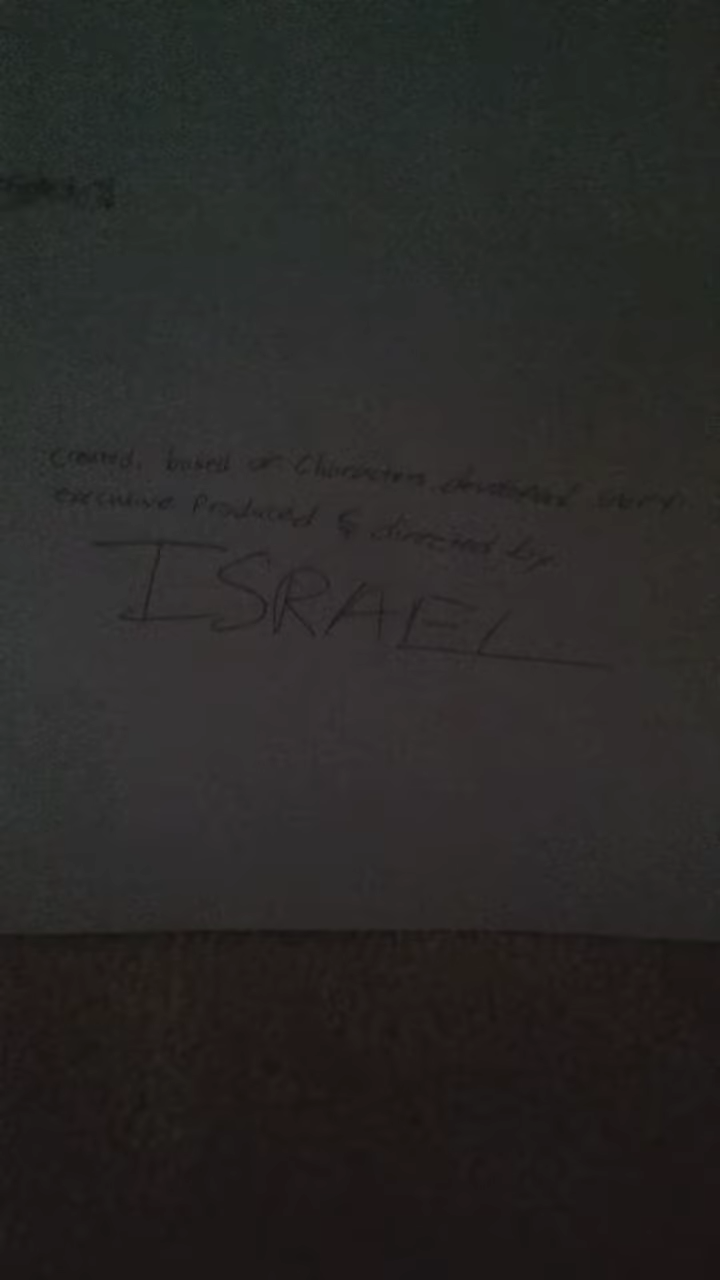 created, based on Characters, developed story
executive Produced & directed by
ISRAEL